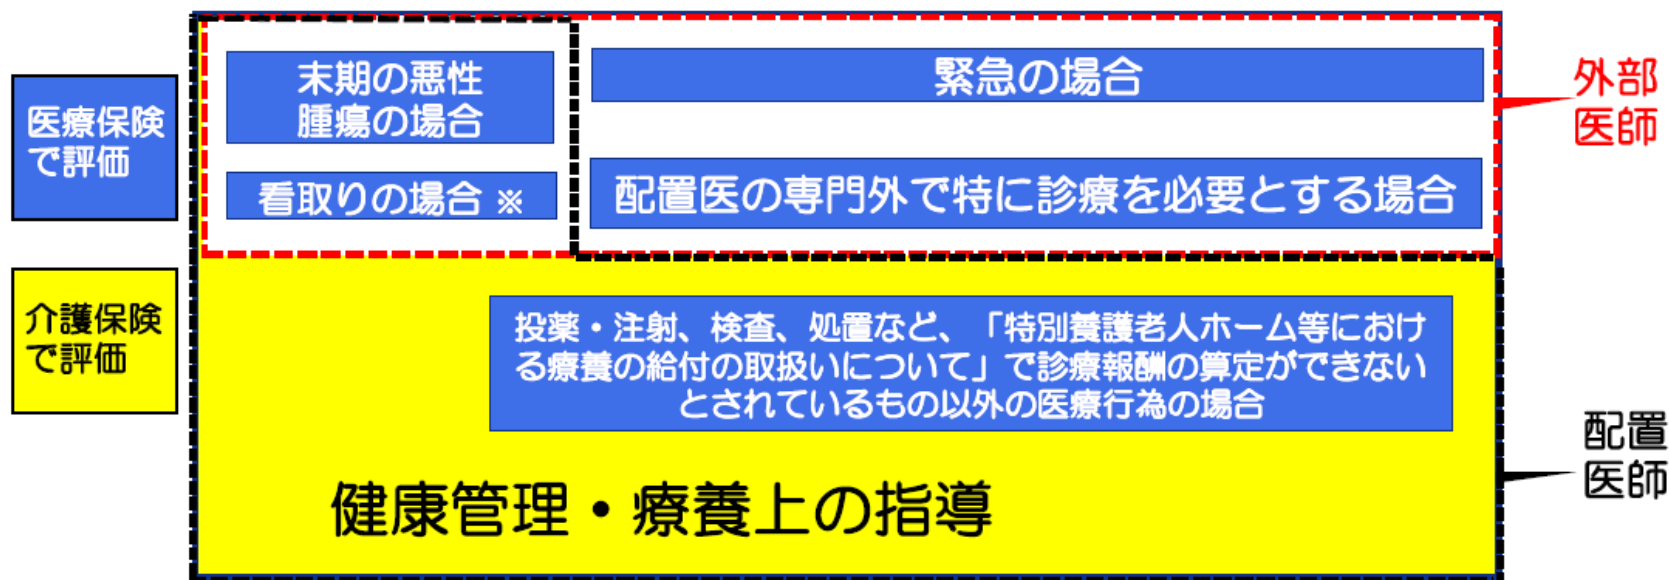 医療保険
で評価
末期の悪性
腫瘍の場合
看取りの場合 ※
緊急の場合
配置医の専門外で特に診療を必要とする場合
外部
医師
介護保険
で評価
投薬・注射、検査、処置など、「特別養護老人ホーム等におけ
る療養の給付の取扱いについて」で診療報酬の算定ができない
とされているもの以外の医療行為の場合
健康管理・療養上の指導
配置
医師